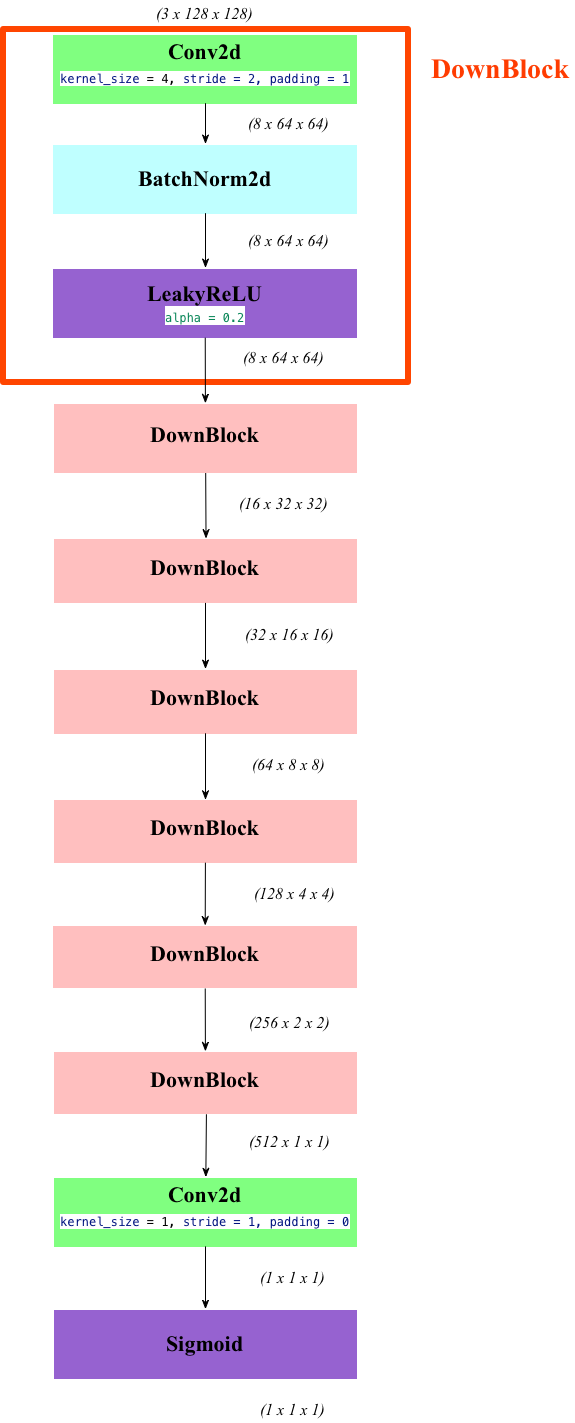 (3 x 128 x 128)
DownBlock
Conv2d
kernel_size = 4, stride = 2, padding = 1
(8 x 64 x 64)
BatchNorm2d
(8 x 64 x 64)
LeakyReLU
alpha = 0.2
(8 x 64 x 64)
DownBlock
(16 x 32 x 32)
DownBlock
(32 x 16 x 16)
DownBlock
(64 x 8 x 8)
DownBlock
(128 x 4 x 4)
DownBlock
(256 x 2 x 2)
DownBlock
(512 x 1 x 1)
Conv2d
kernel_size = 1, stride = 1, padding = 0
(1 x 1 x 1)
Sigmoid
(1 x 1 x 1)